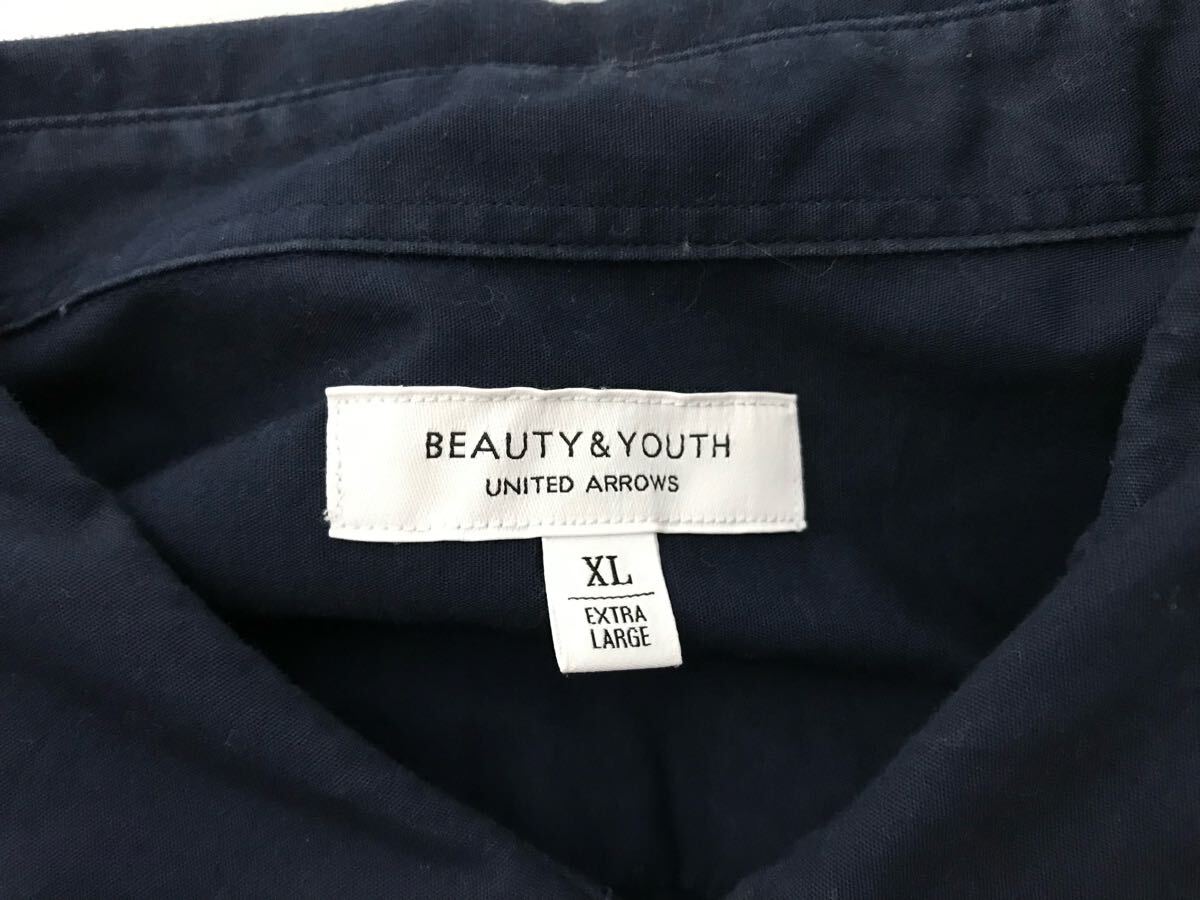 BEAUTY&YOUTH
UNITED ARROWS
XL
EXTRA
LARGE